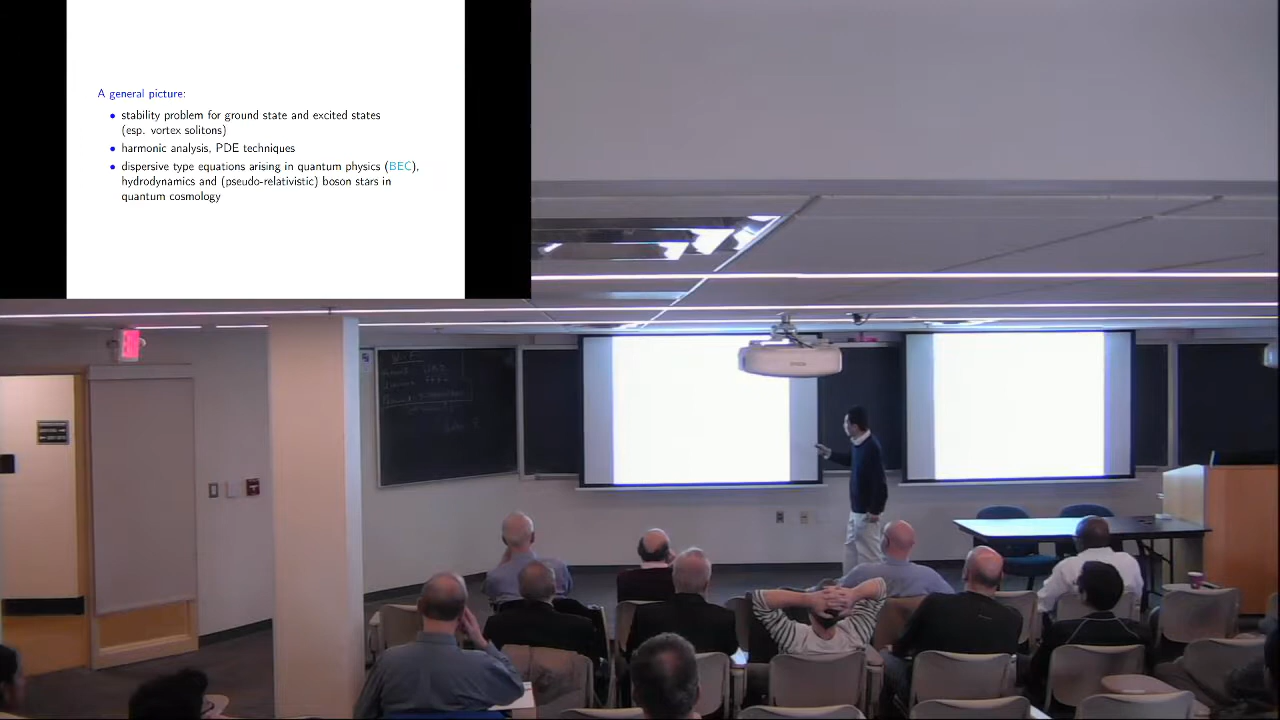 A general picture:
• stability problem for ground state and excited states
(esp. vortex solitons)
• harmonic analysis, PDE techniques
• dispersive type equations arising in quantum physics (BEC),
hydrodynamics and (pseudo-relativistic) boson stars in
quantum cosmology